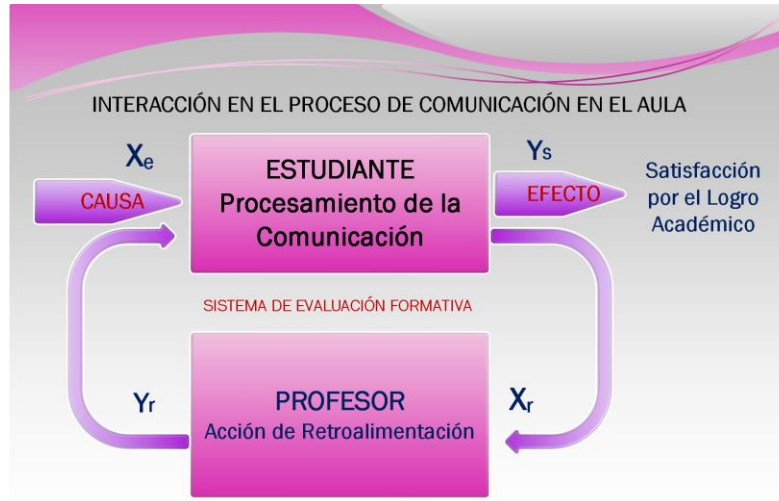 INTERACCIÓN EN EL PROCESO DE COMUNICACIÓN EN EL AULA
Xe
CAUSA
ESTUDIANTE
Procesamiento de la
Comunicación
Ys
EFECTO
Satisfacción
por el Logro
Académico
SISTEMA DE EVALUACIÓN FORMATIVA
Yr
PROFESOR
Acción de Retroalimentación
Xr